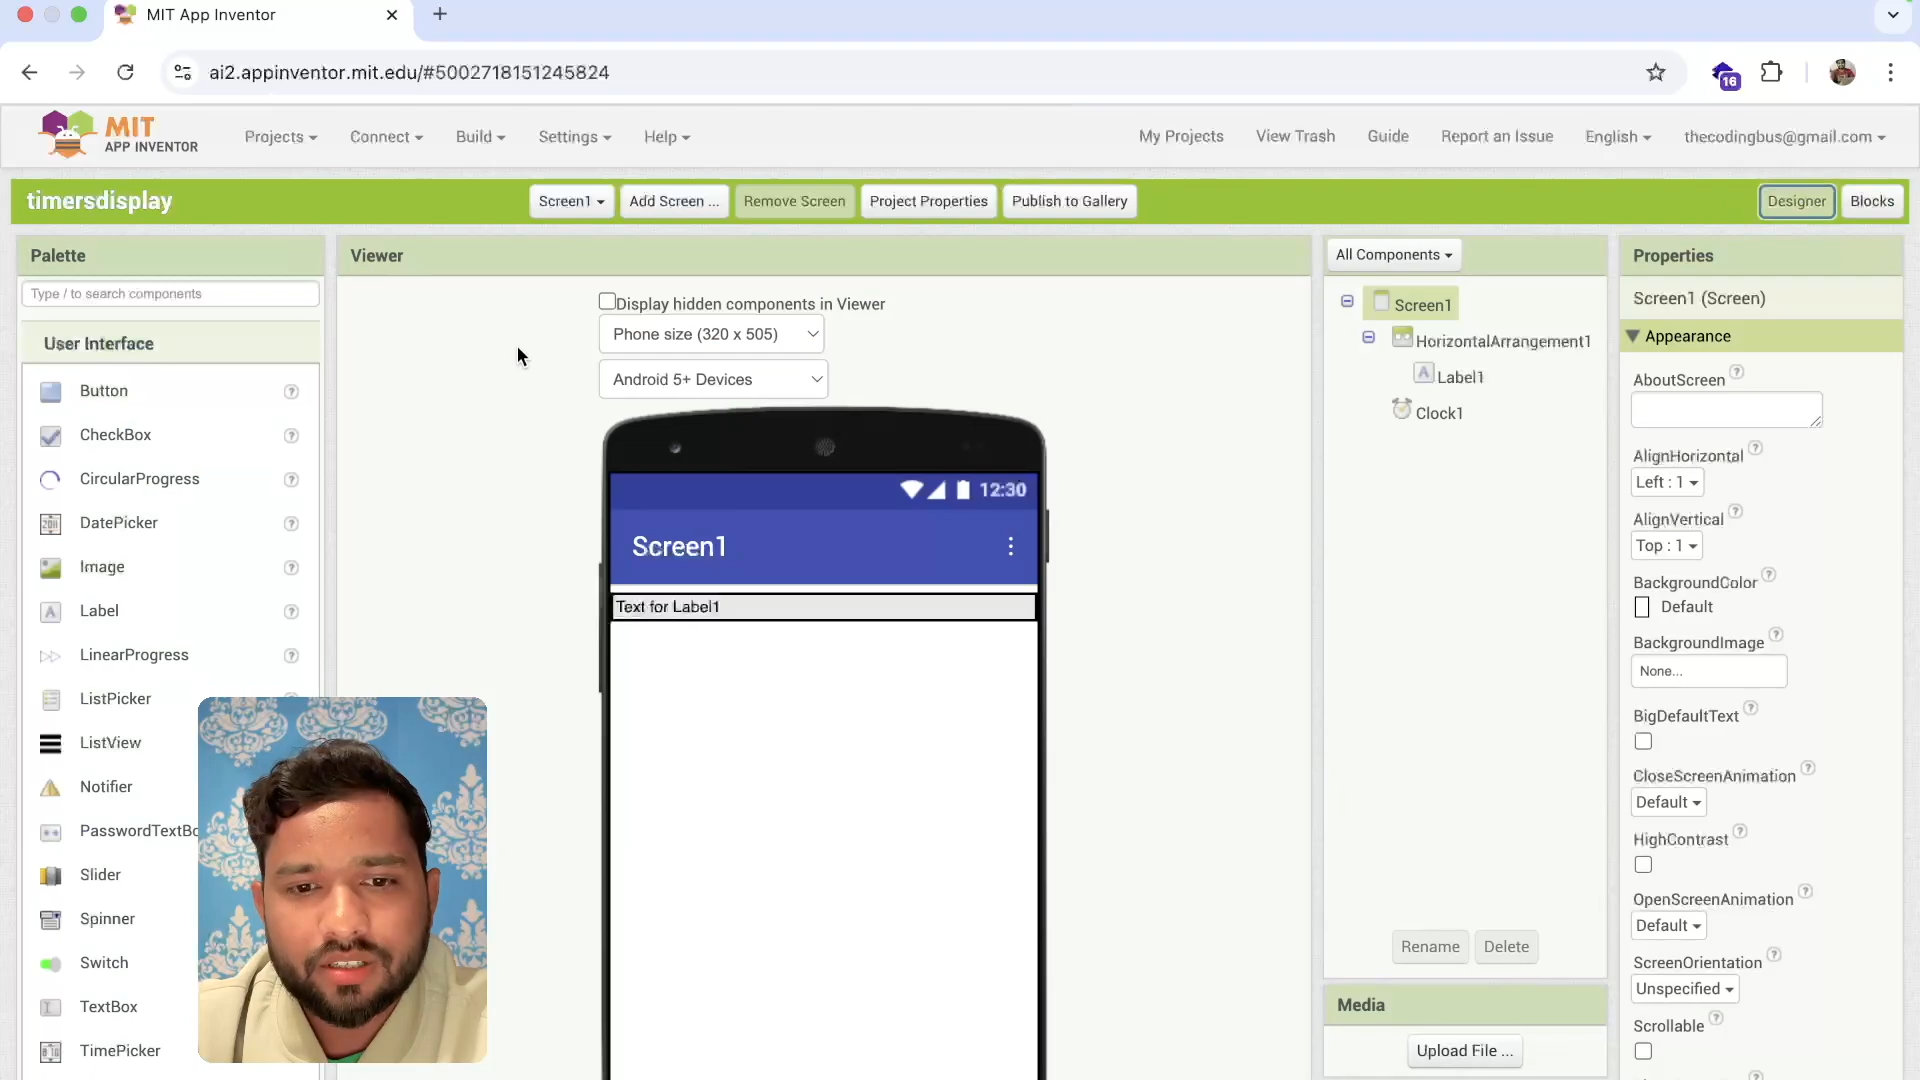 MIT App Inventor
ai2.appinventor.mit.edu/#5002718151245824
16
MIT
APP INVENTOR
Projects
Connect
Build
Settings
Help
My Projects
View Trash
Guide
Report an Issue
English
thecodingbus@gmail.com
timersdisplay
Screen1
Add Screen ...
Remove Screen
Project Properties
Publish to Gallery
Designer
Blocks
Palette
Type / to search components
User Interface
Button
CheckBox
CircularProgress
DatePicker
Image
Label
LinearProgress
ListPicker
ListView
Notifier
Slider
Spinner
Switch
TextBox
TimePicker
Viewer
Display hidden components in Viewer
Phone size (320 x 505)
Android 5+ Devices
12:30
Screen1
Text for Label1
All Components
Screen1
HorizontalArrangement1
Label1
Clock1
Rename
Delete
Media
Upload File ...
Properties
Screen1 (Screen)
Appearance
AboutScreen
AlignHorizontal
Left : 1
AlignVertical
Top : 1
BackgroundColor
Default
BackgroundImage
None...
BigDefaultText
CloseScreenAnimation
Default
HighContrast
OpenScreenAnimation
Default
ScreenOrientation
Unspecified
Scrollable